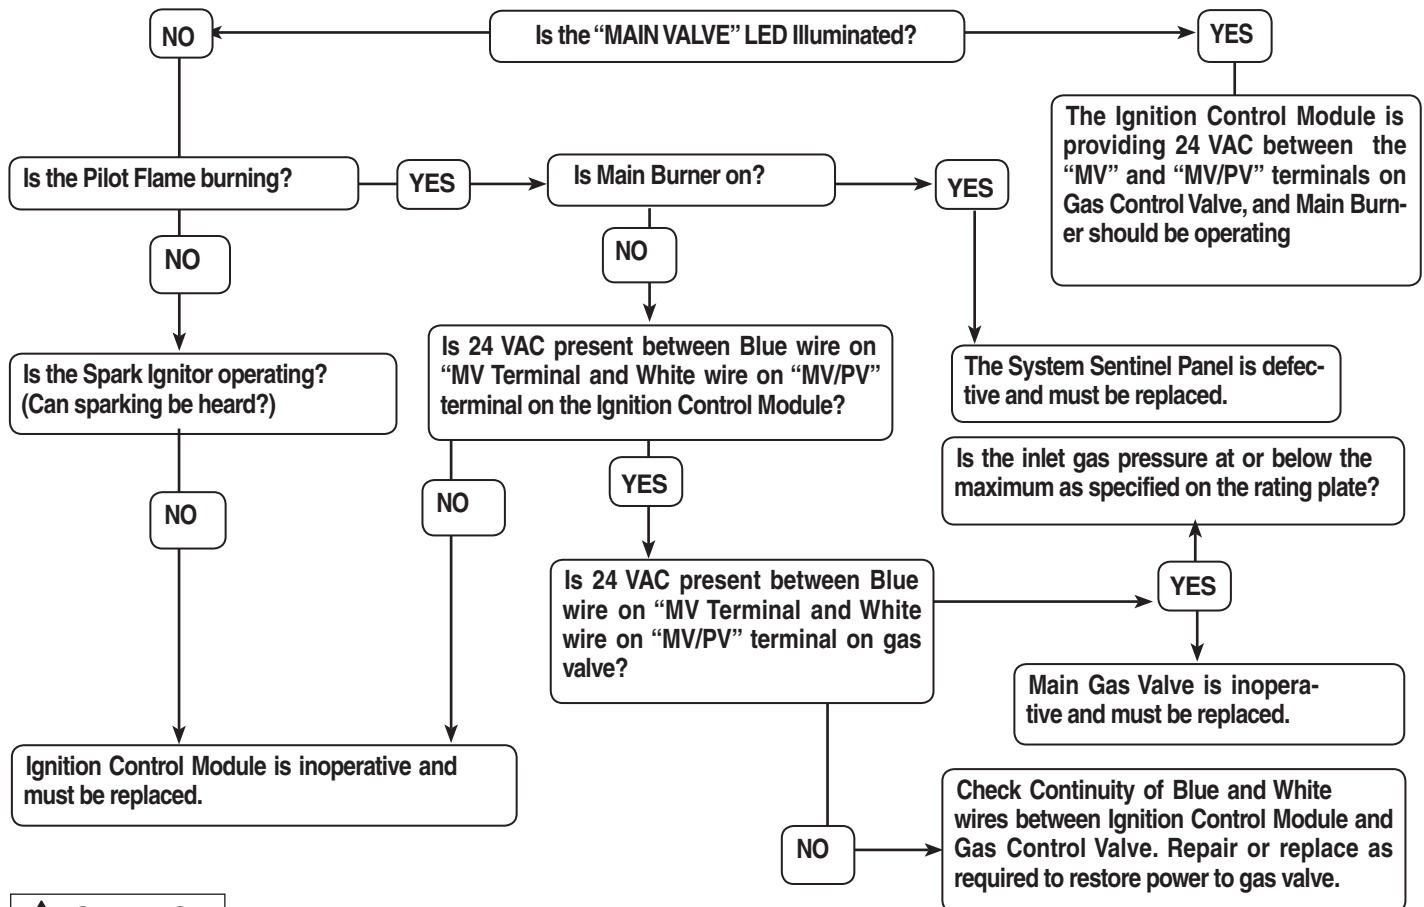 NO
Is the “MAIN VALVE” LED Illuminated?
YES
The Ignition Control Module is
providing 24 VAC between the
“MV” and “MV/PV” terminals on
Gas Control Valve, and Main Burn-
er should be operating
Is the Pilot Flame burning?
YES
Is Main Burner on?
YES
NO
NO
Is the Spark Ignitor operating?
(Can sparking be heard?)
Is 24 VAC present between Blue wire on
“MV Terminal and White wire on “MV/PV”
terminal on the Ignition Control Module?
The System Sentinel Panel is defec-
tive and must be replaced.
Is the inlet gas pressure at or below the
maximum as specified on the rating plate?
NO
NO
YES
Is 24 VAC present between Blue
wire on “MV Terminal and White
wire on “MV/PV” terminal on gas
valve?
YES
Main Gas Valve is inopera-
tive and must be replaced.
Ignition Control Module is inoperative and
must be replaced.
NO
Check Continuity of Blue and White
wires between Ignition Control Module and
Gas Control Valve. Repair or replace as
required to restore power to gas valve.